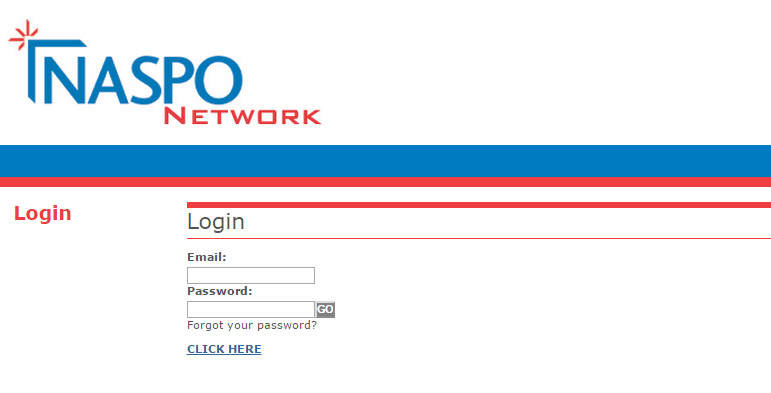 NASPO
NETWORK
Login
Login
Email:
Password:
GO
Forgot your password?
CLICK HERE